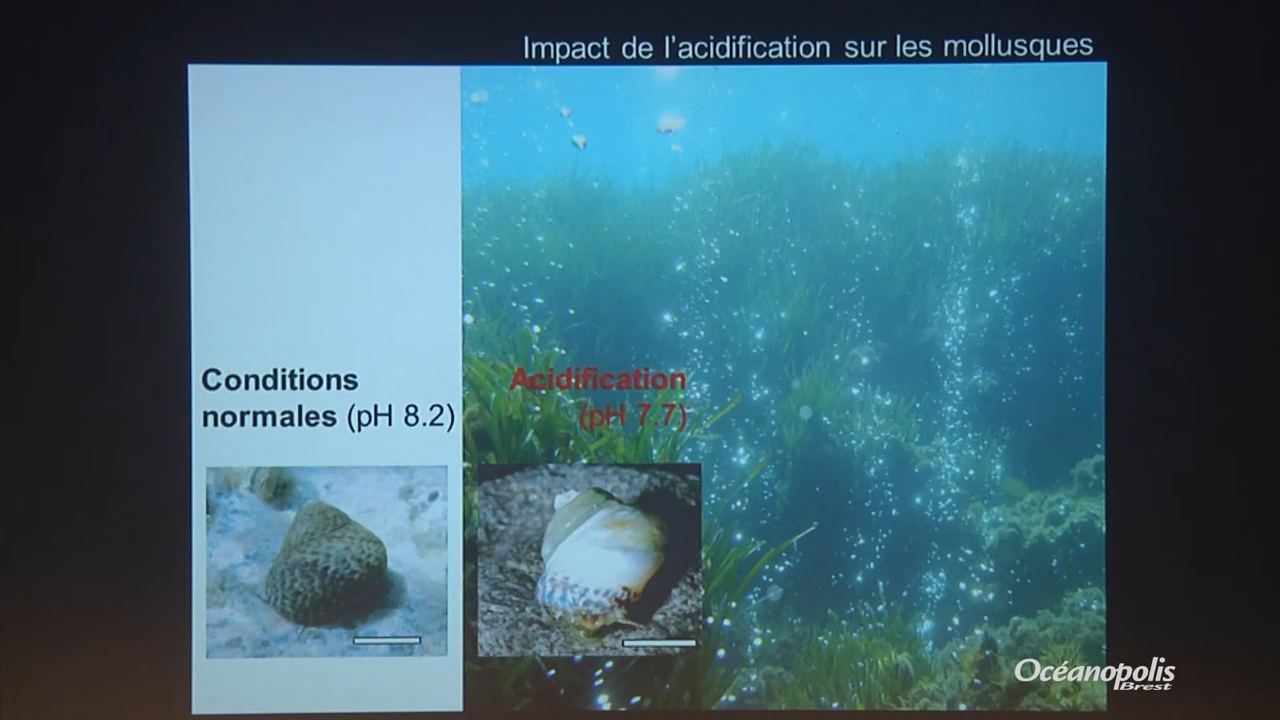 Impact de l'acidification sur les mollusques
Conditions
normales (pH 8.2)
Acidification
(pH 7.7)
Océanopolis
Brest